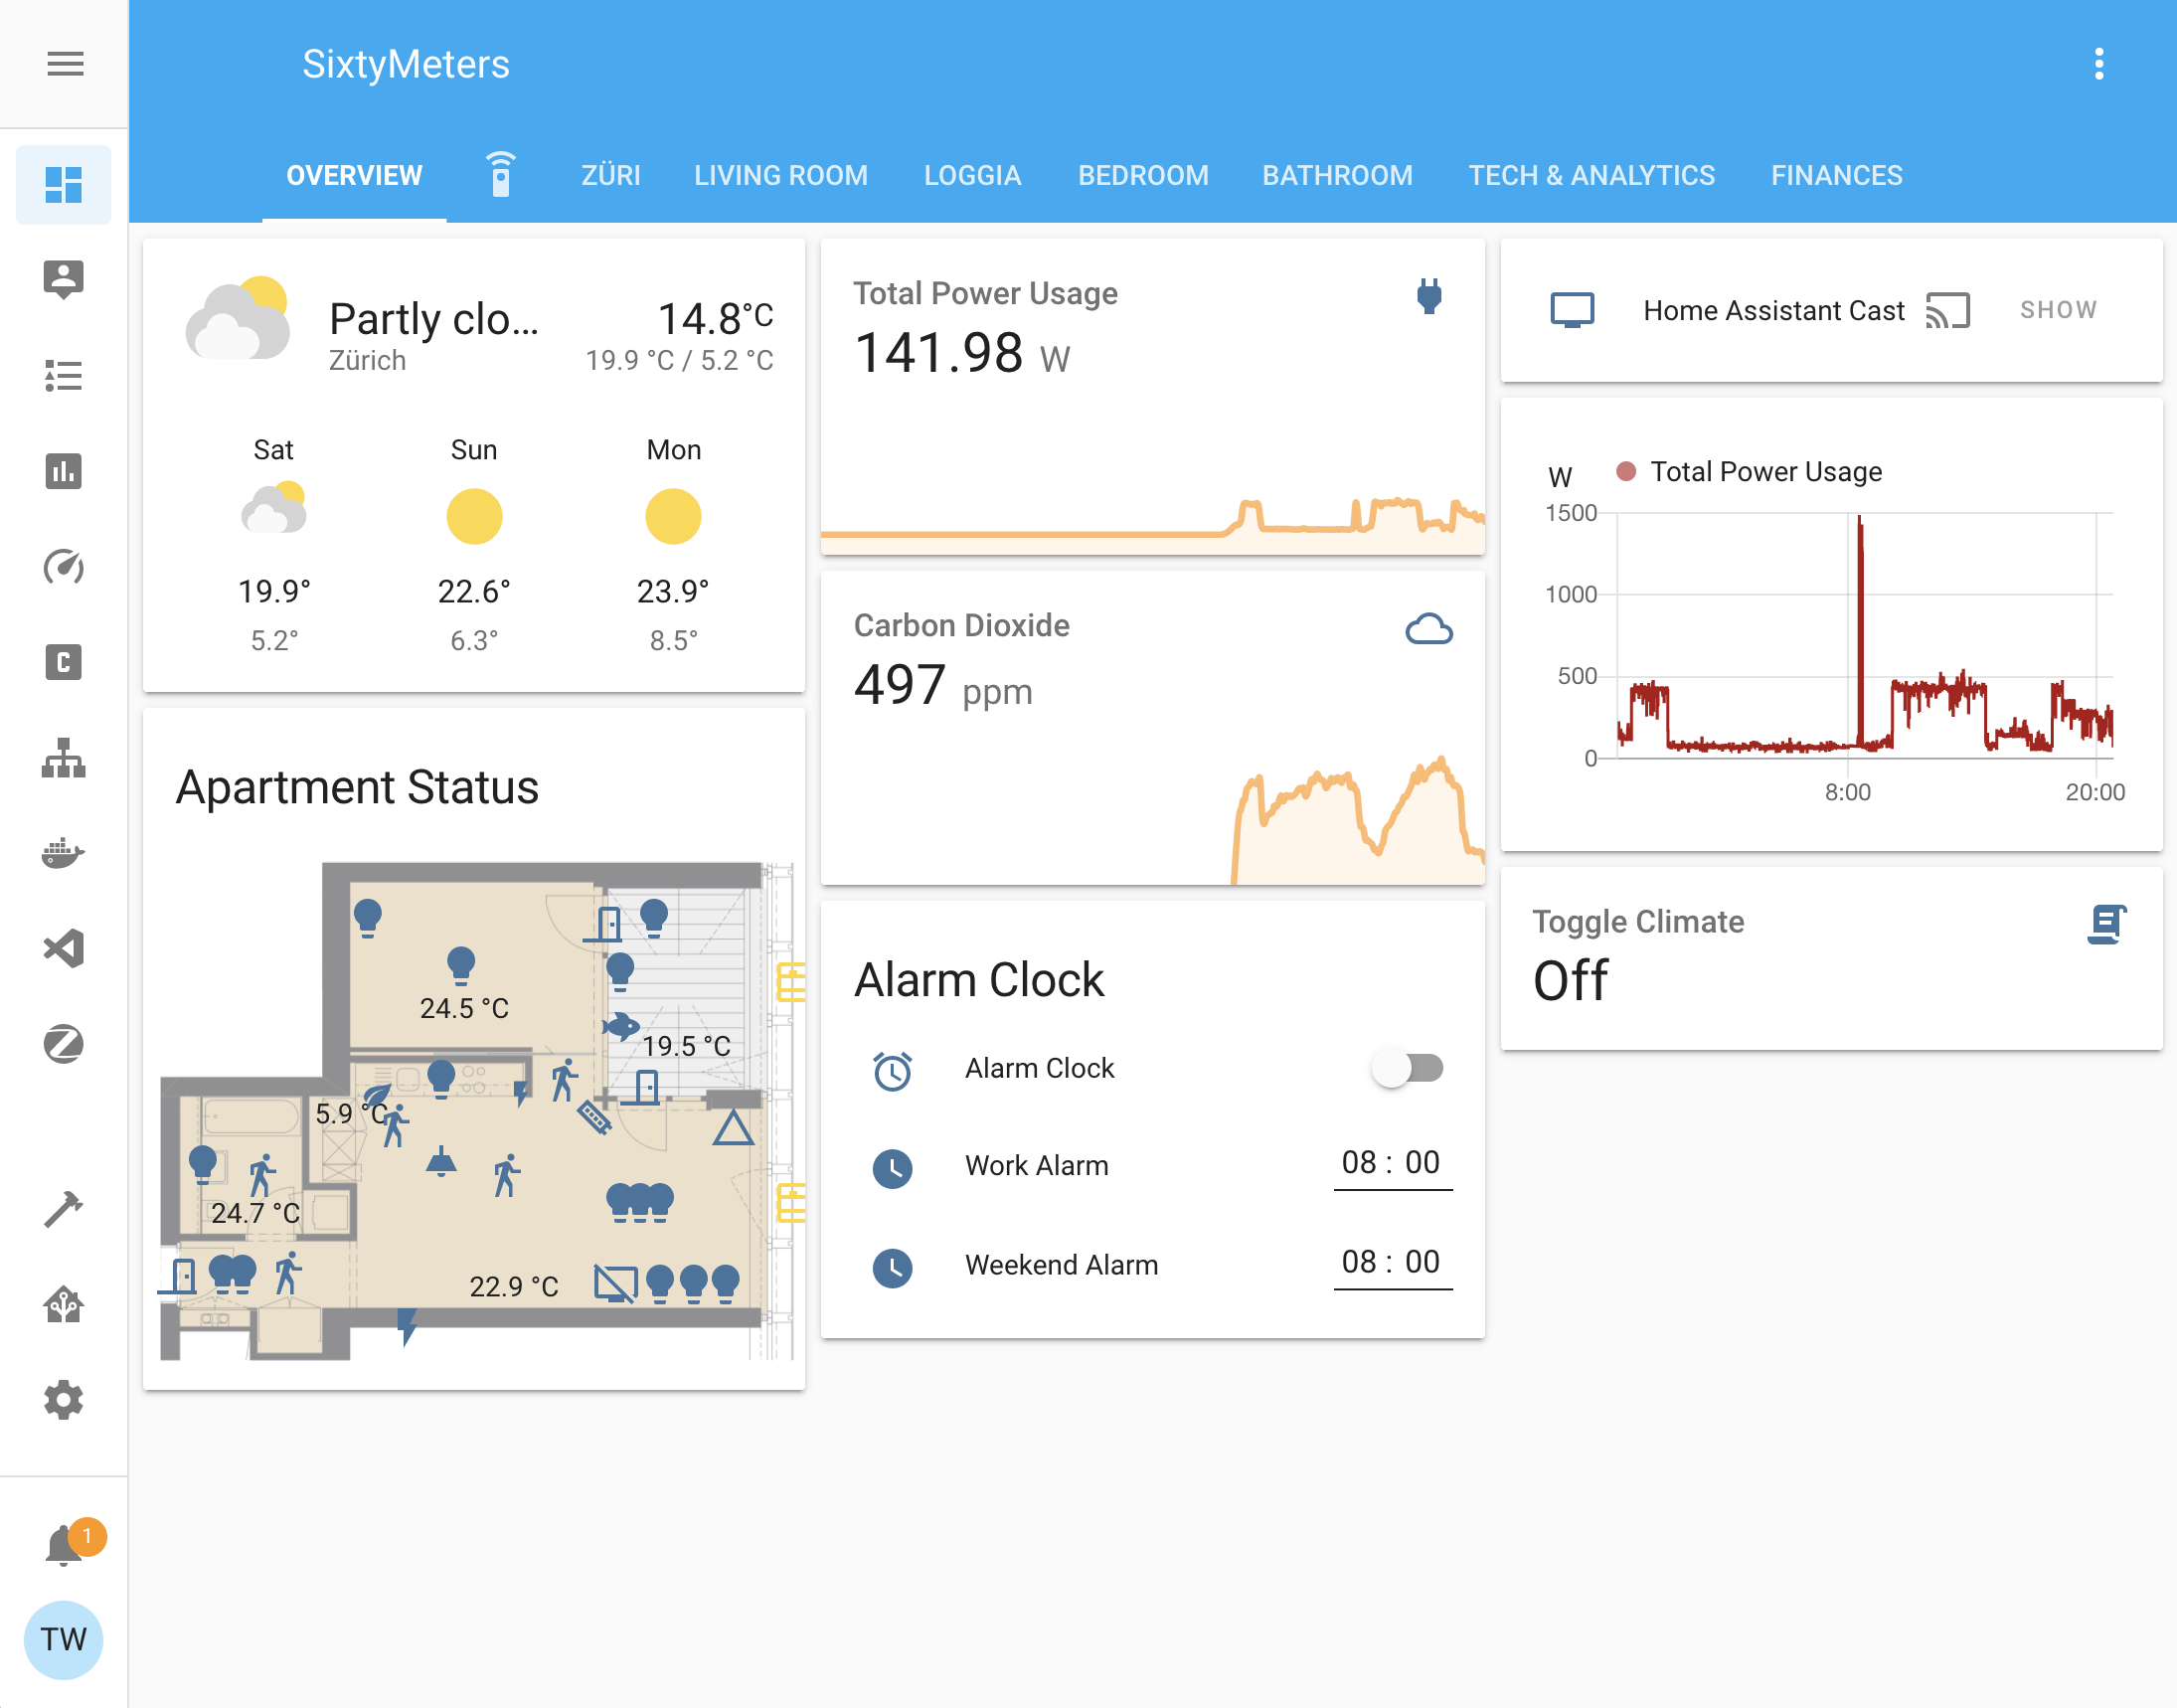 SixtyMeters
OVERVIEW ZÜRI LIVING ROOM LOGGIA BEDROOM BATHROOM TECH & ANALYTICS FINANCES
Partly clo...
14.8°C
Zürich
19.9 °C / 5.2 °C
Sat Sun Mon
19.9° 22.6° 23.9°
5.2° 6.3° 8.5°
Apartment Status
24.5 °C
19.5 °C
5.9 °C
24.7 °C
22.9 °C
Total Power Usage
141.98 W
Carbon Dioxide
497 ppm
Alarm Clock
Alarm Clock
Work Alarm 08 : 00
Weekend Alarm 08 : 00
Home Assistant Cast SHOW
W Total Power Usage
1500
1000
500
0
8:00 20:00
Toggle Climate
Off
C
1
TW